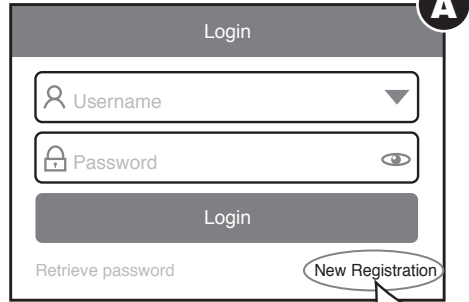 A
Login
Username
Password
Login
Retrieve password New Registration